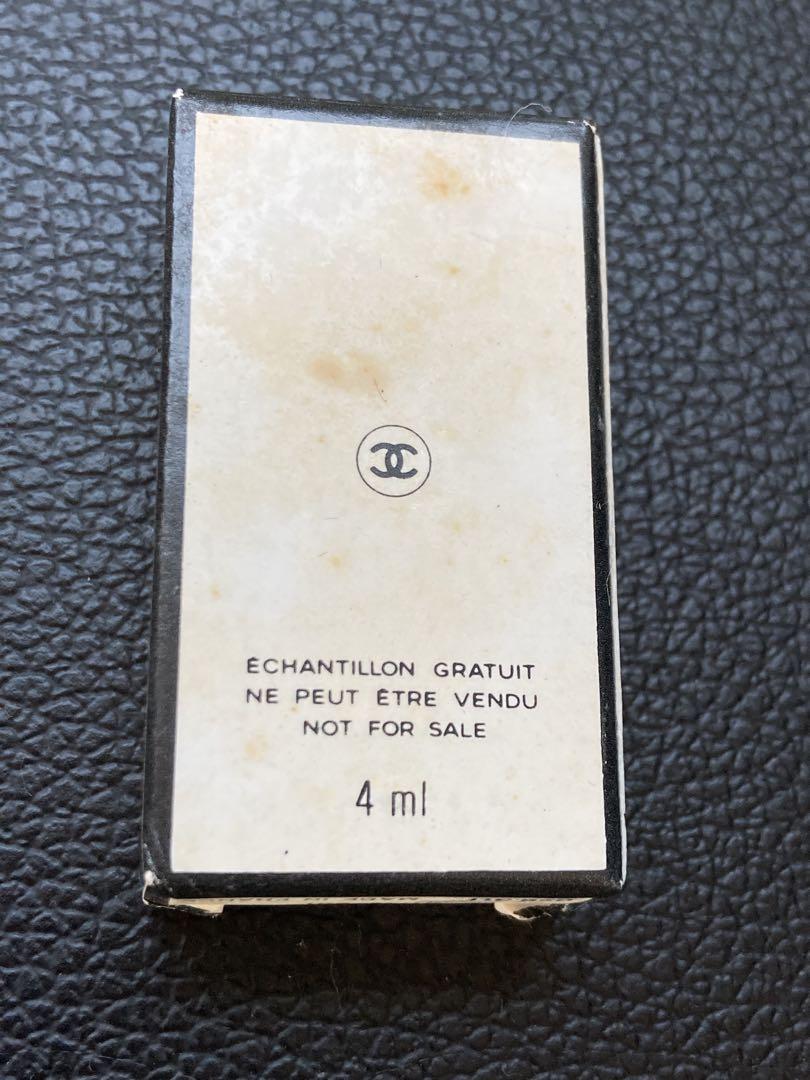 ÉCHANTILLON GRATUIT
NE PEUT ÊTRE VENDU
NOT FOR SALE
4 ml